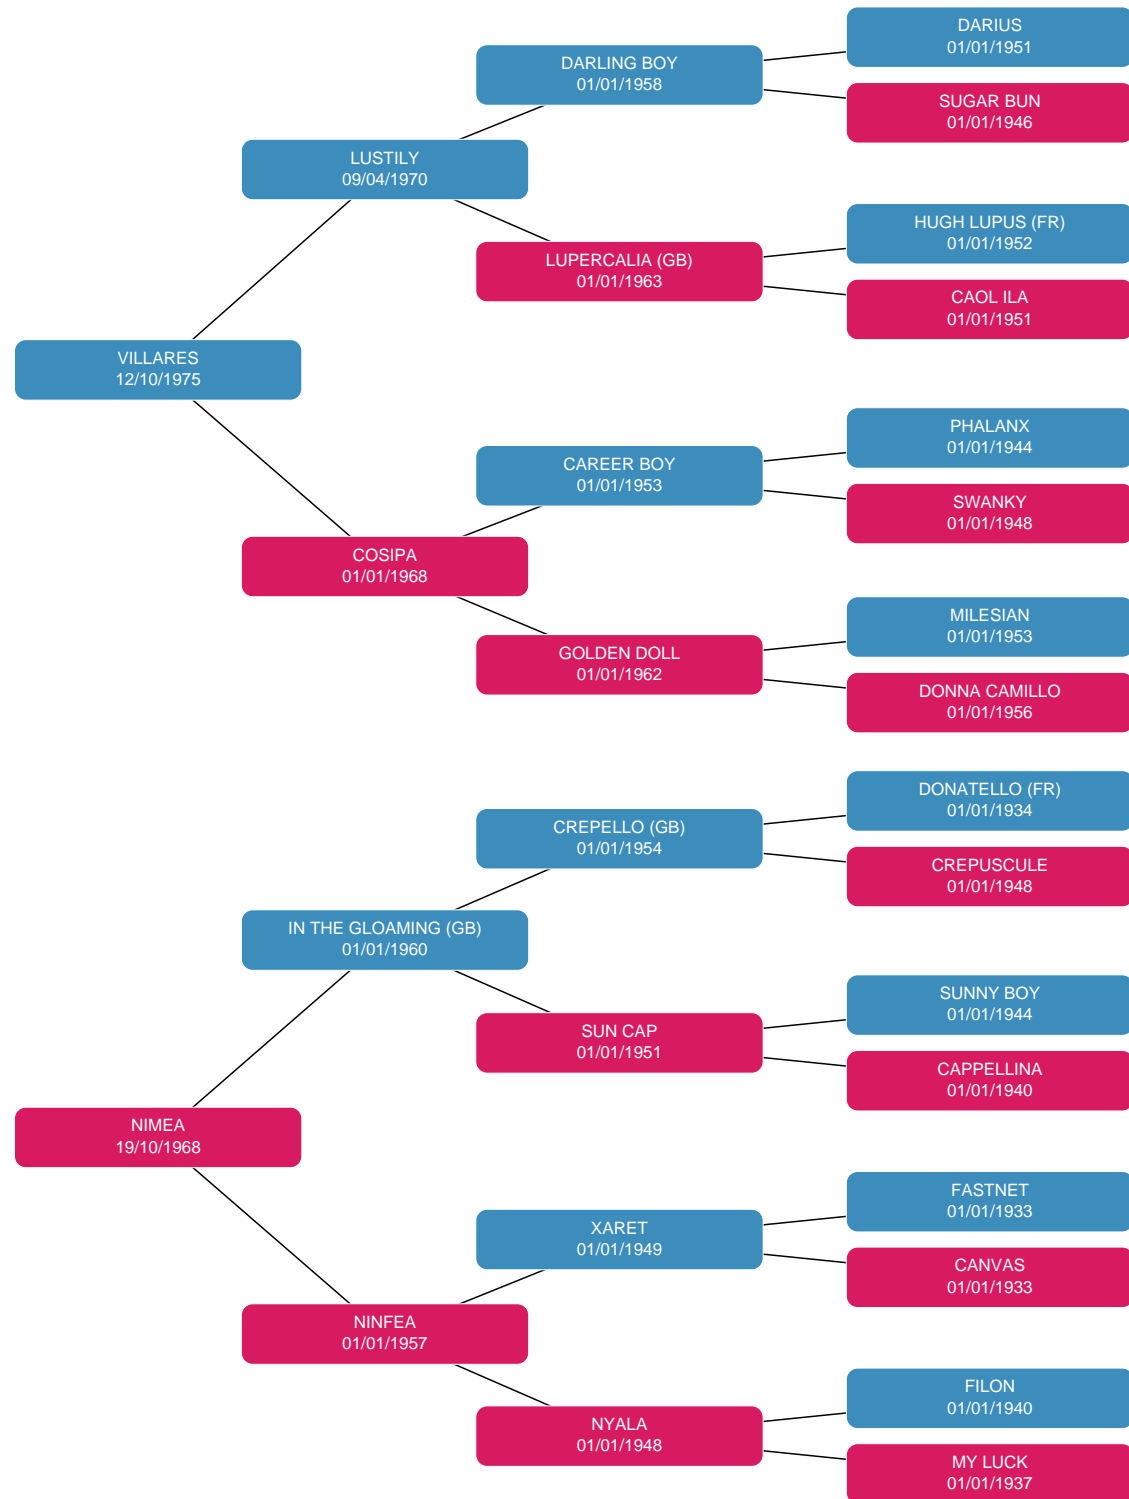 DARIUS
01/01/1951
DARLING BOY
01/01/1958
SUGAR BUN
01/01/1946
LUSTILY
09/04/1970
HUGH LUPUS (FR)
01/01/1952
LUPERCALIA (GB)
01/01/1963
CAOL ILA
01/01/1951
VILLARES
12/10/1975
PHALANX
01/01/1944
CAREER BOY
01/01/1953
SWANKY
01/01/1948
COSIPA
01/01/1968
MILESIAN
01/01/1953
GOLDEN DOLL
01/01/1962
DONNA CAMILLO
01/01/1956
DONATELLO (FR)
01/01/1934
CREPELLO (GB)
01/01/1954
CREPUSCULE
01/01/1948
IN THE GLOAMING (GB)
01/01/1960
SUNNY BOY
01/01/1944
SUN CAP
01/01/1951
CAPPELLINA
01/01/1940
NIMEA
19/10/1968
FASTNET
01/01/1933
XARET
01/01/1949
CANVAS
01/01/1933
NINFEA
01/01/1957
FILON
01/01/1940
NYALA
01/01/1948
MY LUCK
01/01/1937